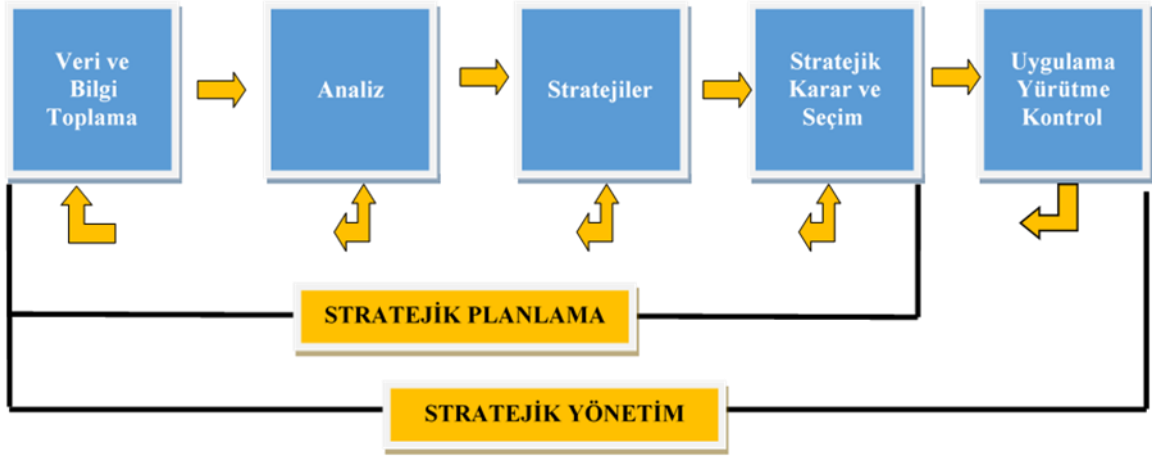 Veri ve
Bilgi
Toplama
Analiz
Stratejiler
Stratejik
Karar ve
Seçim
Uygulama
Yürütme
Kontrol
STRATEJİK PLANLAMA
STRATEJİK YÖNETİM